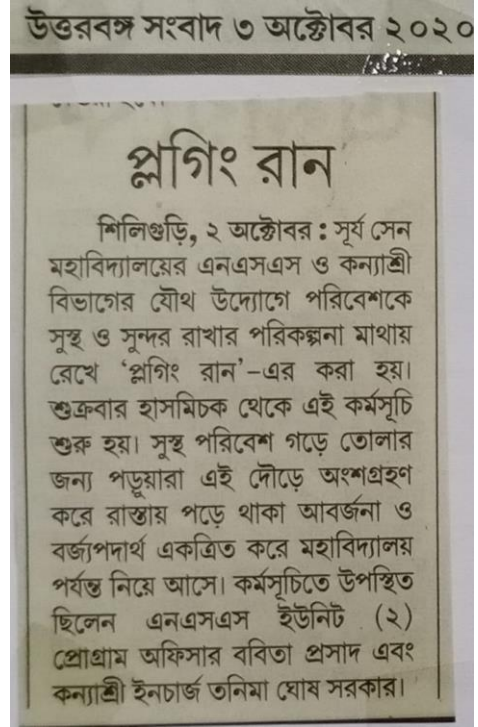 উত্তরবঙ্গ সংবাদ ৩ অক্টোবর ২০২০
প্লগিং রান
শিলিগুড়ি, ২ অক্টোবর : সূর্য সেন
মহাবিদ্যালয়ের এনএসএস ও কন্যাশ্রী
বিভাগের যৌথ উদ্যোগে পরিবেশকে
সুস্থ ও সুন্দর রাখার পরিকল্পনা মাথায়
রেখে ‘প্লগিং রান’-এর করা হয়।
শুক্রবার হাসমিচক থেকে এই কর্মসূচি
শুরু হয়। সুস্থ পরিবেশ গড়ে তোলার
জন্য পড়ুয়ারা এই দৌড়ে অংশগ্রহণ
করে রাস্তায় পড়ে থাকা আবর্জনা ও
বর্জ্যপদার্থ একত্রিত করে মহাবিদ্যালয়
পর্যন্ত নিয়ে আসে। কর্মসূচিতে উপস্থিত
ছিলেন এনএসএস ইউনিট (২)
প্রোগ্রাম অফিসার ববিতা প্রসাদ এবং
কন্যাশ্রী ইনচার্জ তনিমা ঘোষ সরকার।